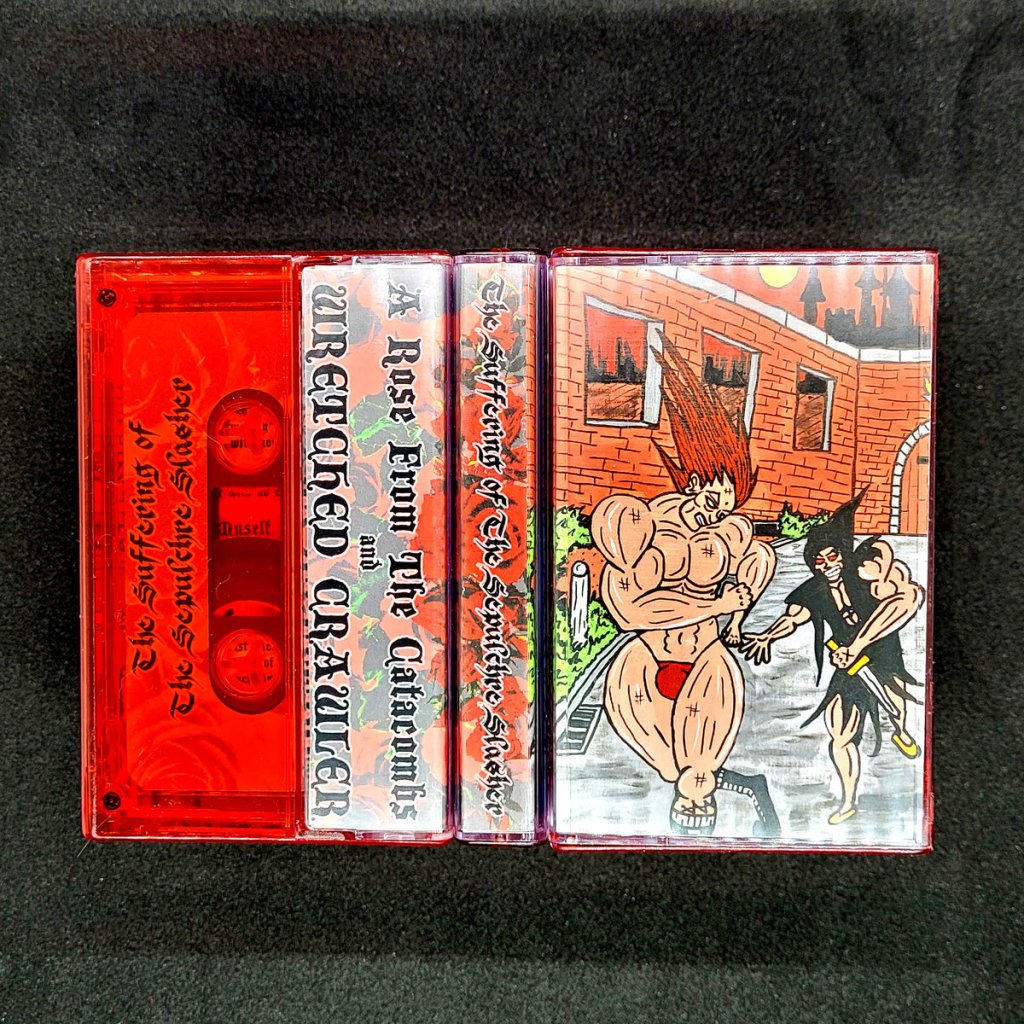 The Suffering of
The Sepulchre Slasher
Myself
A Rose From The Catacombs
and
WRETCHED CRAWLER
The Suffering of The Sepulchre Slasher